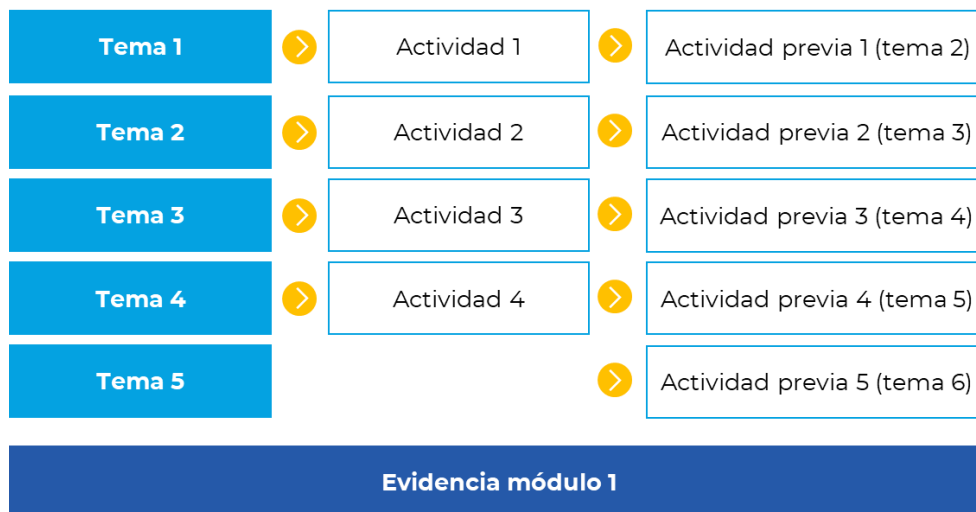 Tema 1
Actividad 1
Actividad previa 1 (tema 2)
Tema 2
Actividad 2
Actividad previa 2 (tema 3)
Tema 3
Actividad 3
Actividad previa 3 (tema 4)
Tema 4
Actividad 4
Actividad previa 4 (tema 5)
Tema 5
Actividad previa 5 (tema 6)
Evidencia módulo 1